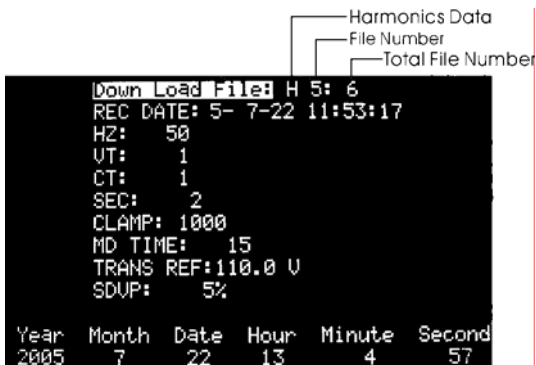 Harmonics Data
File Number
Total File Number
Down Load File: H 5: 6
REC DATE: 5- 7-22 11:53:17
HZ: 50
VT: 1
CT: 1
SEC: 2
CLAMP: 1000
MD TIME: 15
TRANS REF:110.0 V
SDVP: 5%
Year Month Date Hour Minute Second
2005 7 22 13 4 57